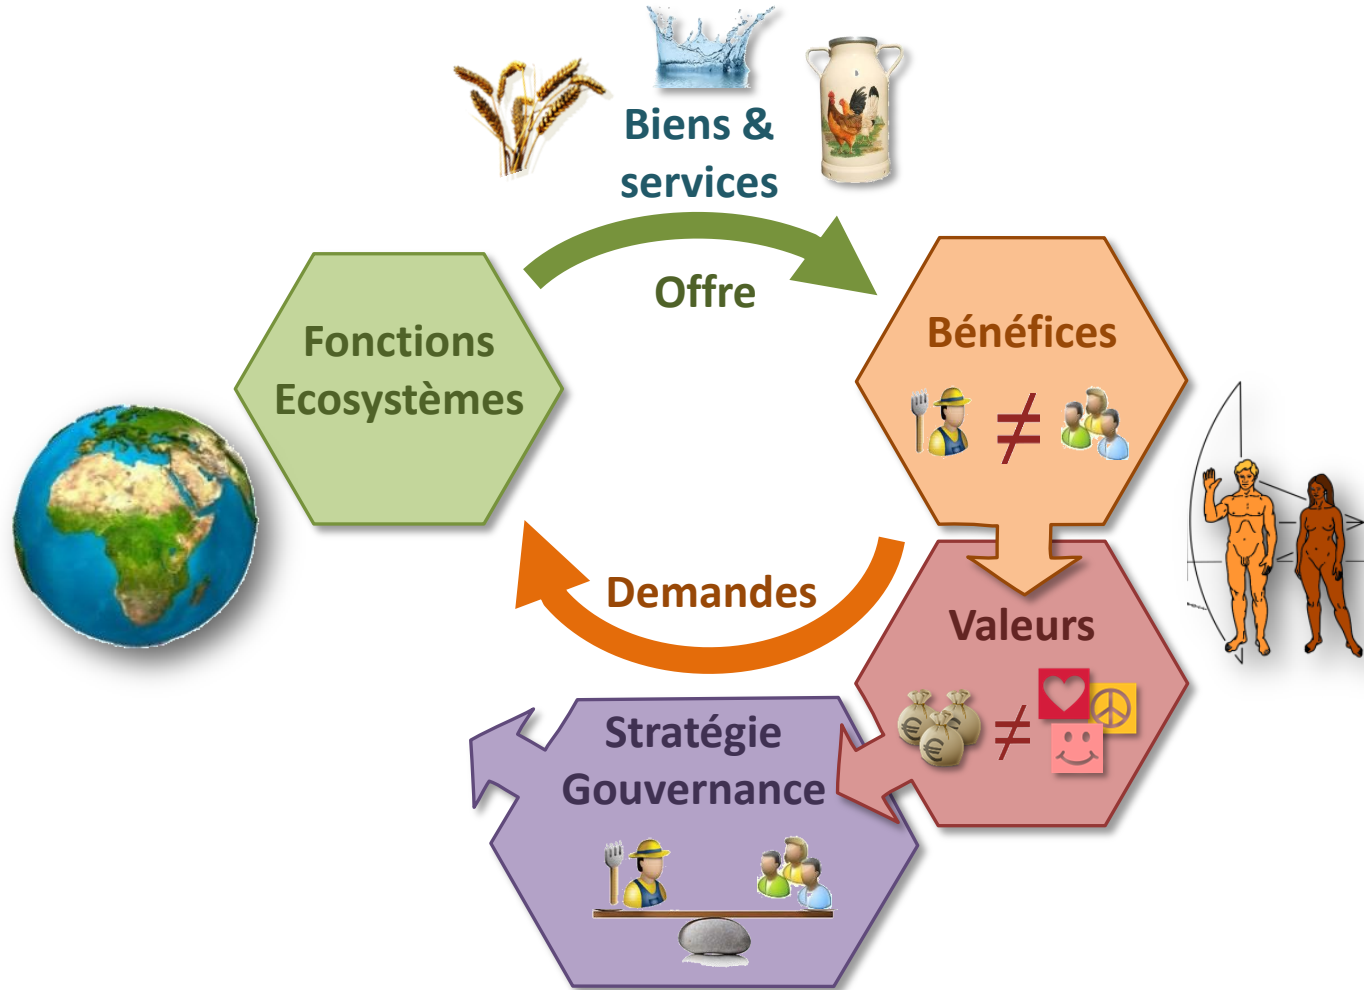 Biens &
services
Offre
Fonctions
Ecosystèmes
Bénéfices
≠
Demandes
Valeurs
€ € € ≠
Stratégie
Gouvernance